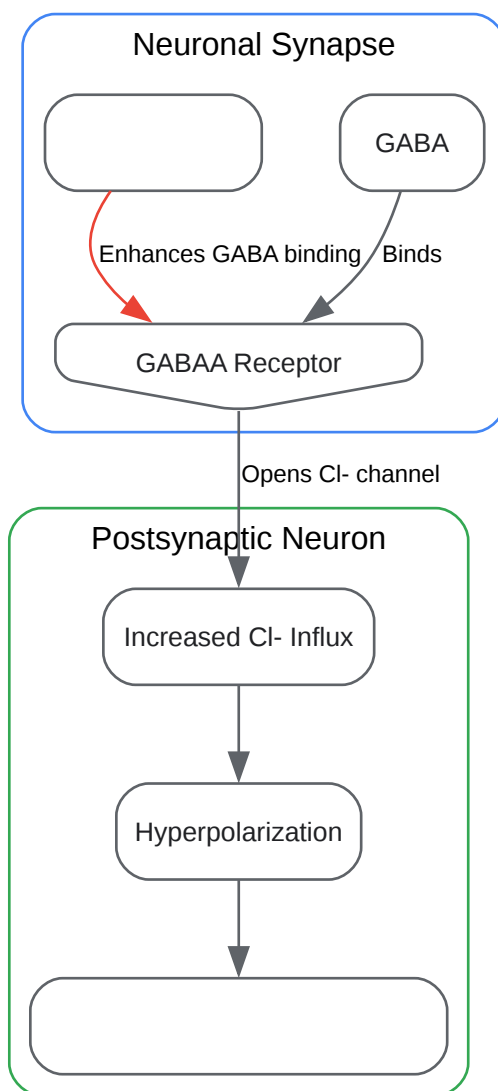 Neuronal Synapse
GABA
Enhances GABA binding
Binds
GABAA Receptor
Opens Cl- channel
Postsynaptic Neuron
Increased Cl- Influx
Hyperpolarization